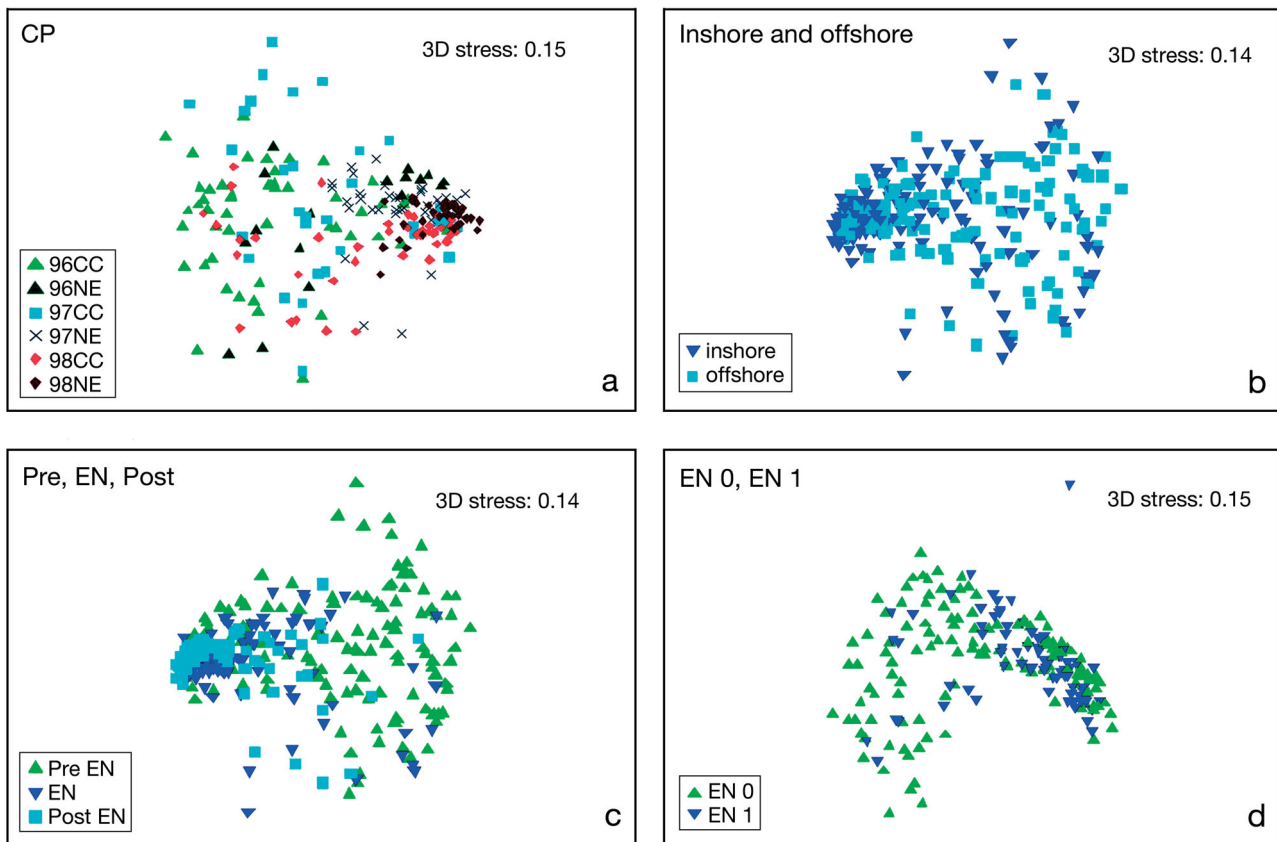 CP
3D stress: 0.15
96CC
96NE
97CC
97NE
98CC
98NE
a
Inshore and offshore
3D stress: 0.14
inshore
offshore
b
Pre, EN, Post
3D stress: 0.14
Pre EN
EN
Post EN
c
EN 0, EN 1
3D stress: 0.15
EN 0
EN 1
d